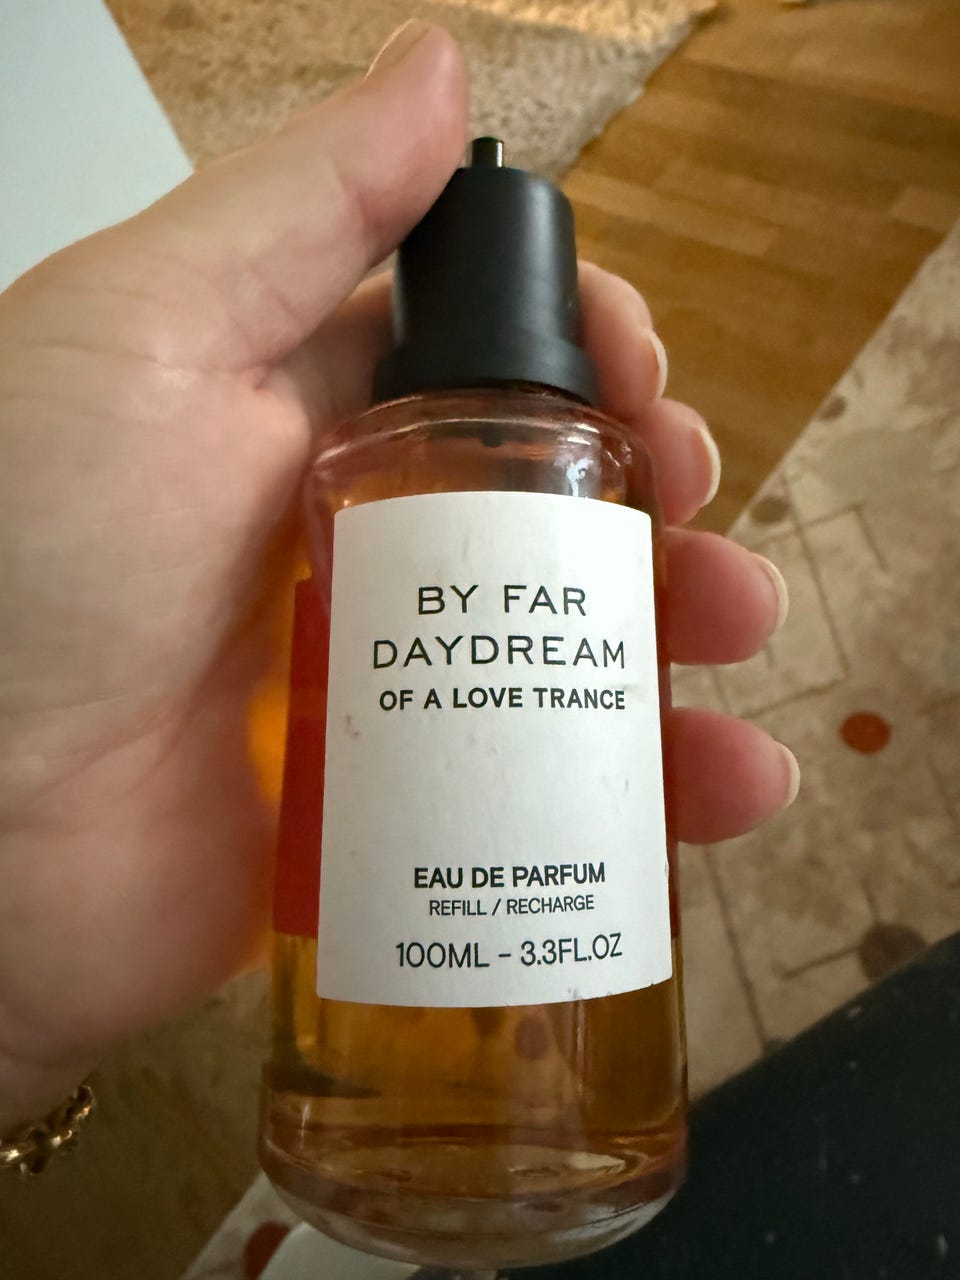 BY FAR
DAYDREAM
OF A LOVE TRANCE
EAU DE PARFUM
REFILL / RECHARGE
100ML - 3.3FL.OZ